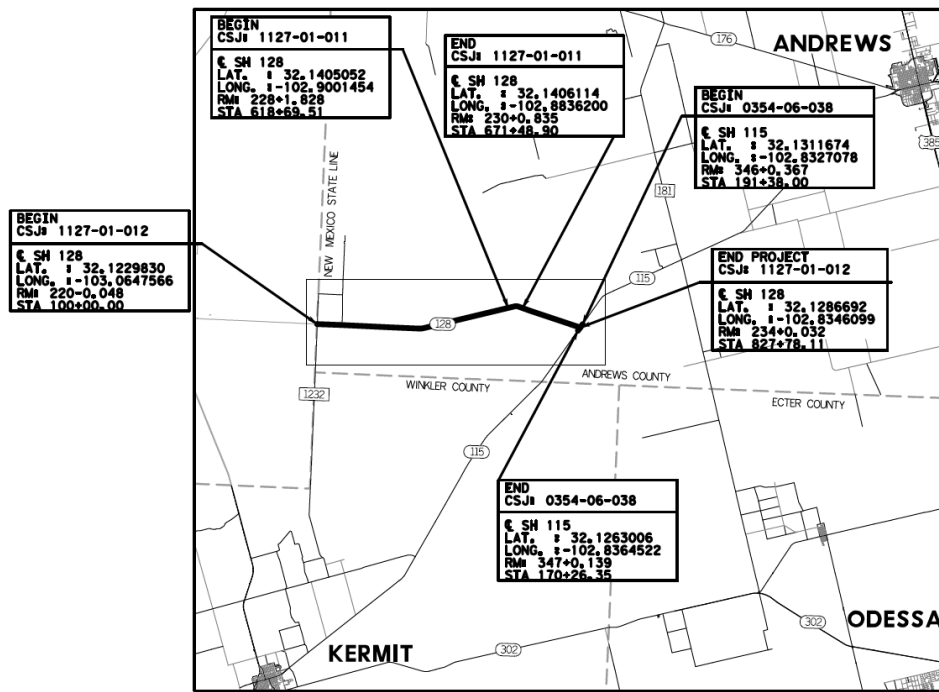 BEGIN
CSJ: 1127-01-011
℄ SH 128
LAT. : 32.1405052
LONG. :-102.9001454
RM: 228+1.828
STA 618+69.51
END
CSJ: 1127-01-011
℄ SH 128
LAT. : 32.1406114
LONG. :-102.8836200
RM: 230+0.835
STA 671+48.90
176
ANDREWS
BEGIN
CSJ: 0354-06-038
℄ SH 115
LAT. : 32.1311674
LONG. :-102.8327078
RM: 346+0.367
STA 191+38.00
385
181
NEW MEXICO STATE LINE
BEGIN
CSJ: 1127-01-012
℄ SH 128
LAT. : 32.1229830
LONG. :-103.0647566
RM: 220-0.048
STA 100+00.00
115
END PROJECT
CSJ: 1127-01-012
℄ SH 128
LAT. : 32.1286692
LONG. :-102.8346099
RM: 234+0.032
STA 827+78.11
128
WINKLER COUNTY
ANDREWS COUNTY
ECTER COUNTY
1232
115
END
CSJ: 0354-06-038
℄ SH 115
LAT. : 32.1263006
LONG. :-102.8364522
RM: 347+0.139
STA 170+26.35
KERMIT
302
302
ODESSA